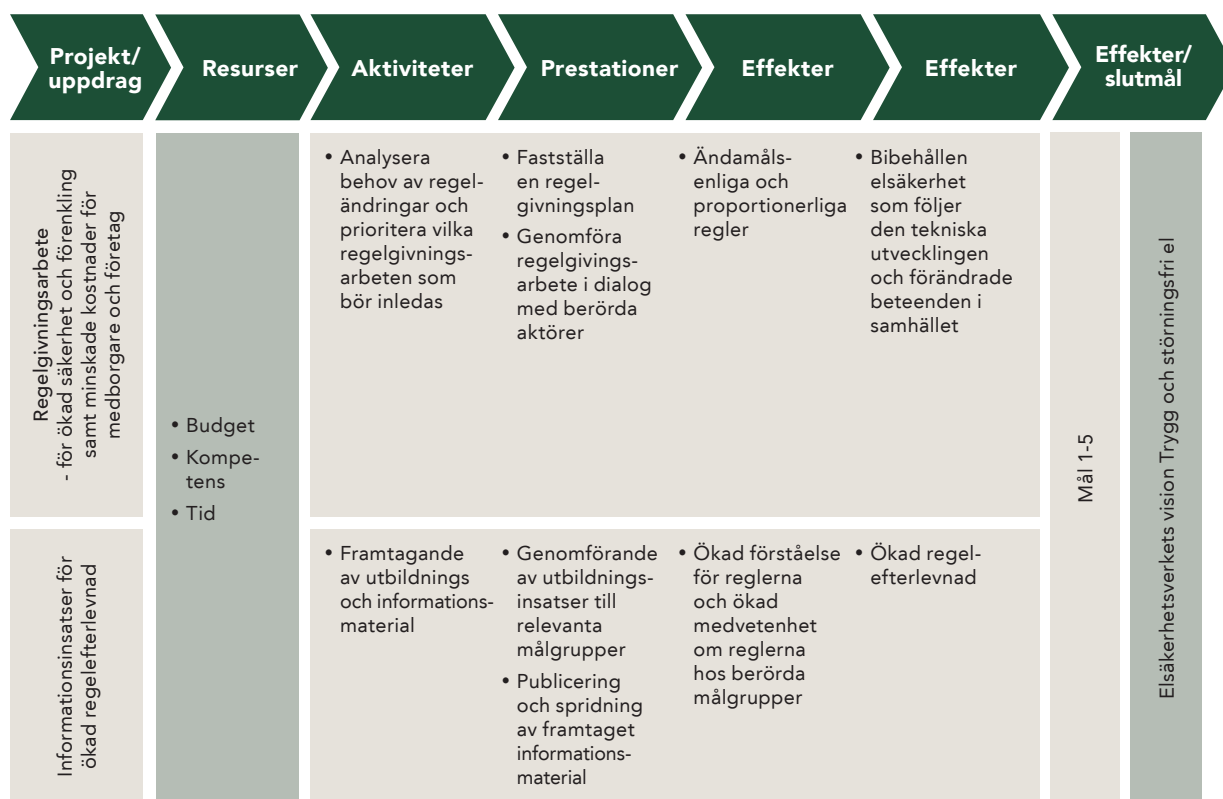 Projekt/
uppdrag
Resurser
Aktiviteter
Prestationer
Effekter
Effekter
Effekter/
slutmål
Regelgivningsarbete
- för ökad säkerhet och förenkling
samt minskade kostnader för
medborgare och företag
• Budget
• Kompe-
tens
• Tid
• Analysera
behov av regel-
ändringar och
prioritera vilka
regelgivnings-
arbeten som
bör inledas
• Fastställa
en regel-
givningsplan
• Genomföra
regelgivings-
arbete i dialog
med berörda
aktörer
• Ändamåls-
enliga och
proportionerliga
regler
• Bibehållen
elsäkerhet
som följer
den tekniska
utvecklingen
och förändrade
beteenden i
samhället
Informationsinsatser för
ökad regelefterlevnad
• Framtagande
av utbildnings
och informations-
material
• Genomförande
av utbildnings-
insatser till
relevanta
målgrupper
• Publicering
och spridning
av framtaget
informations-
material
• Ökad förståelse
för reglerna
och ökad
medvetenhet
om reglerna
hos berörda
målgrupper
• Ökad regel-
efterlevnad
Mål 1-5
Elsäkerhetsverkets vision Trygg och störningsfri el